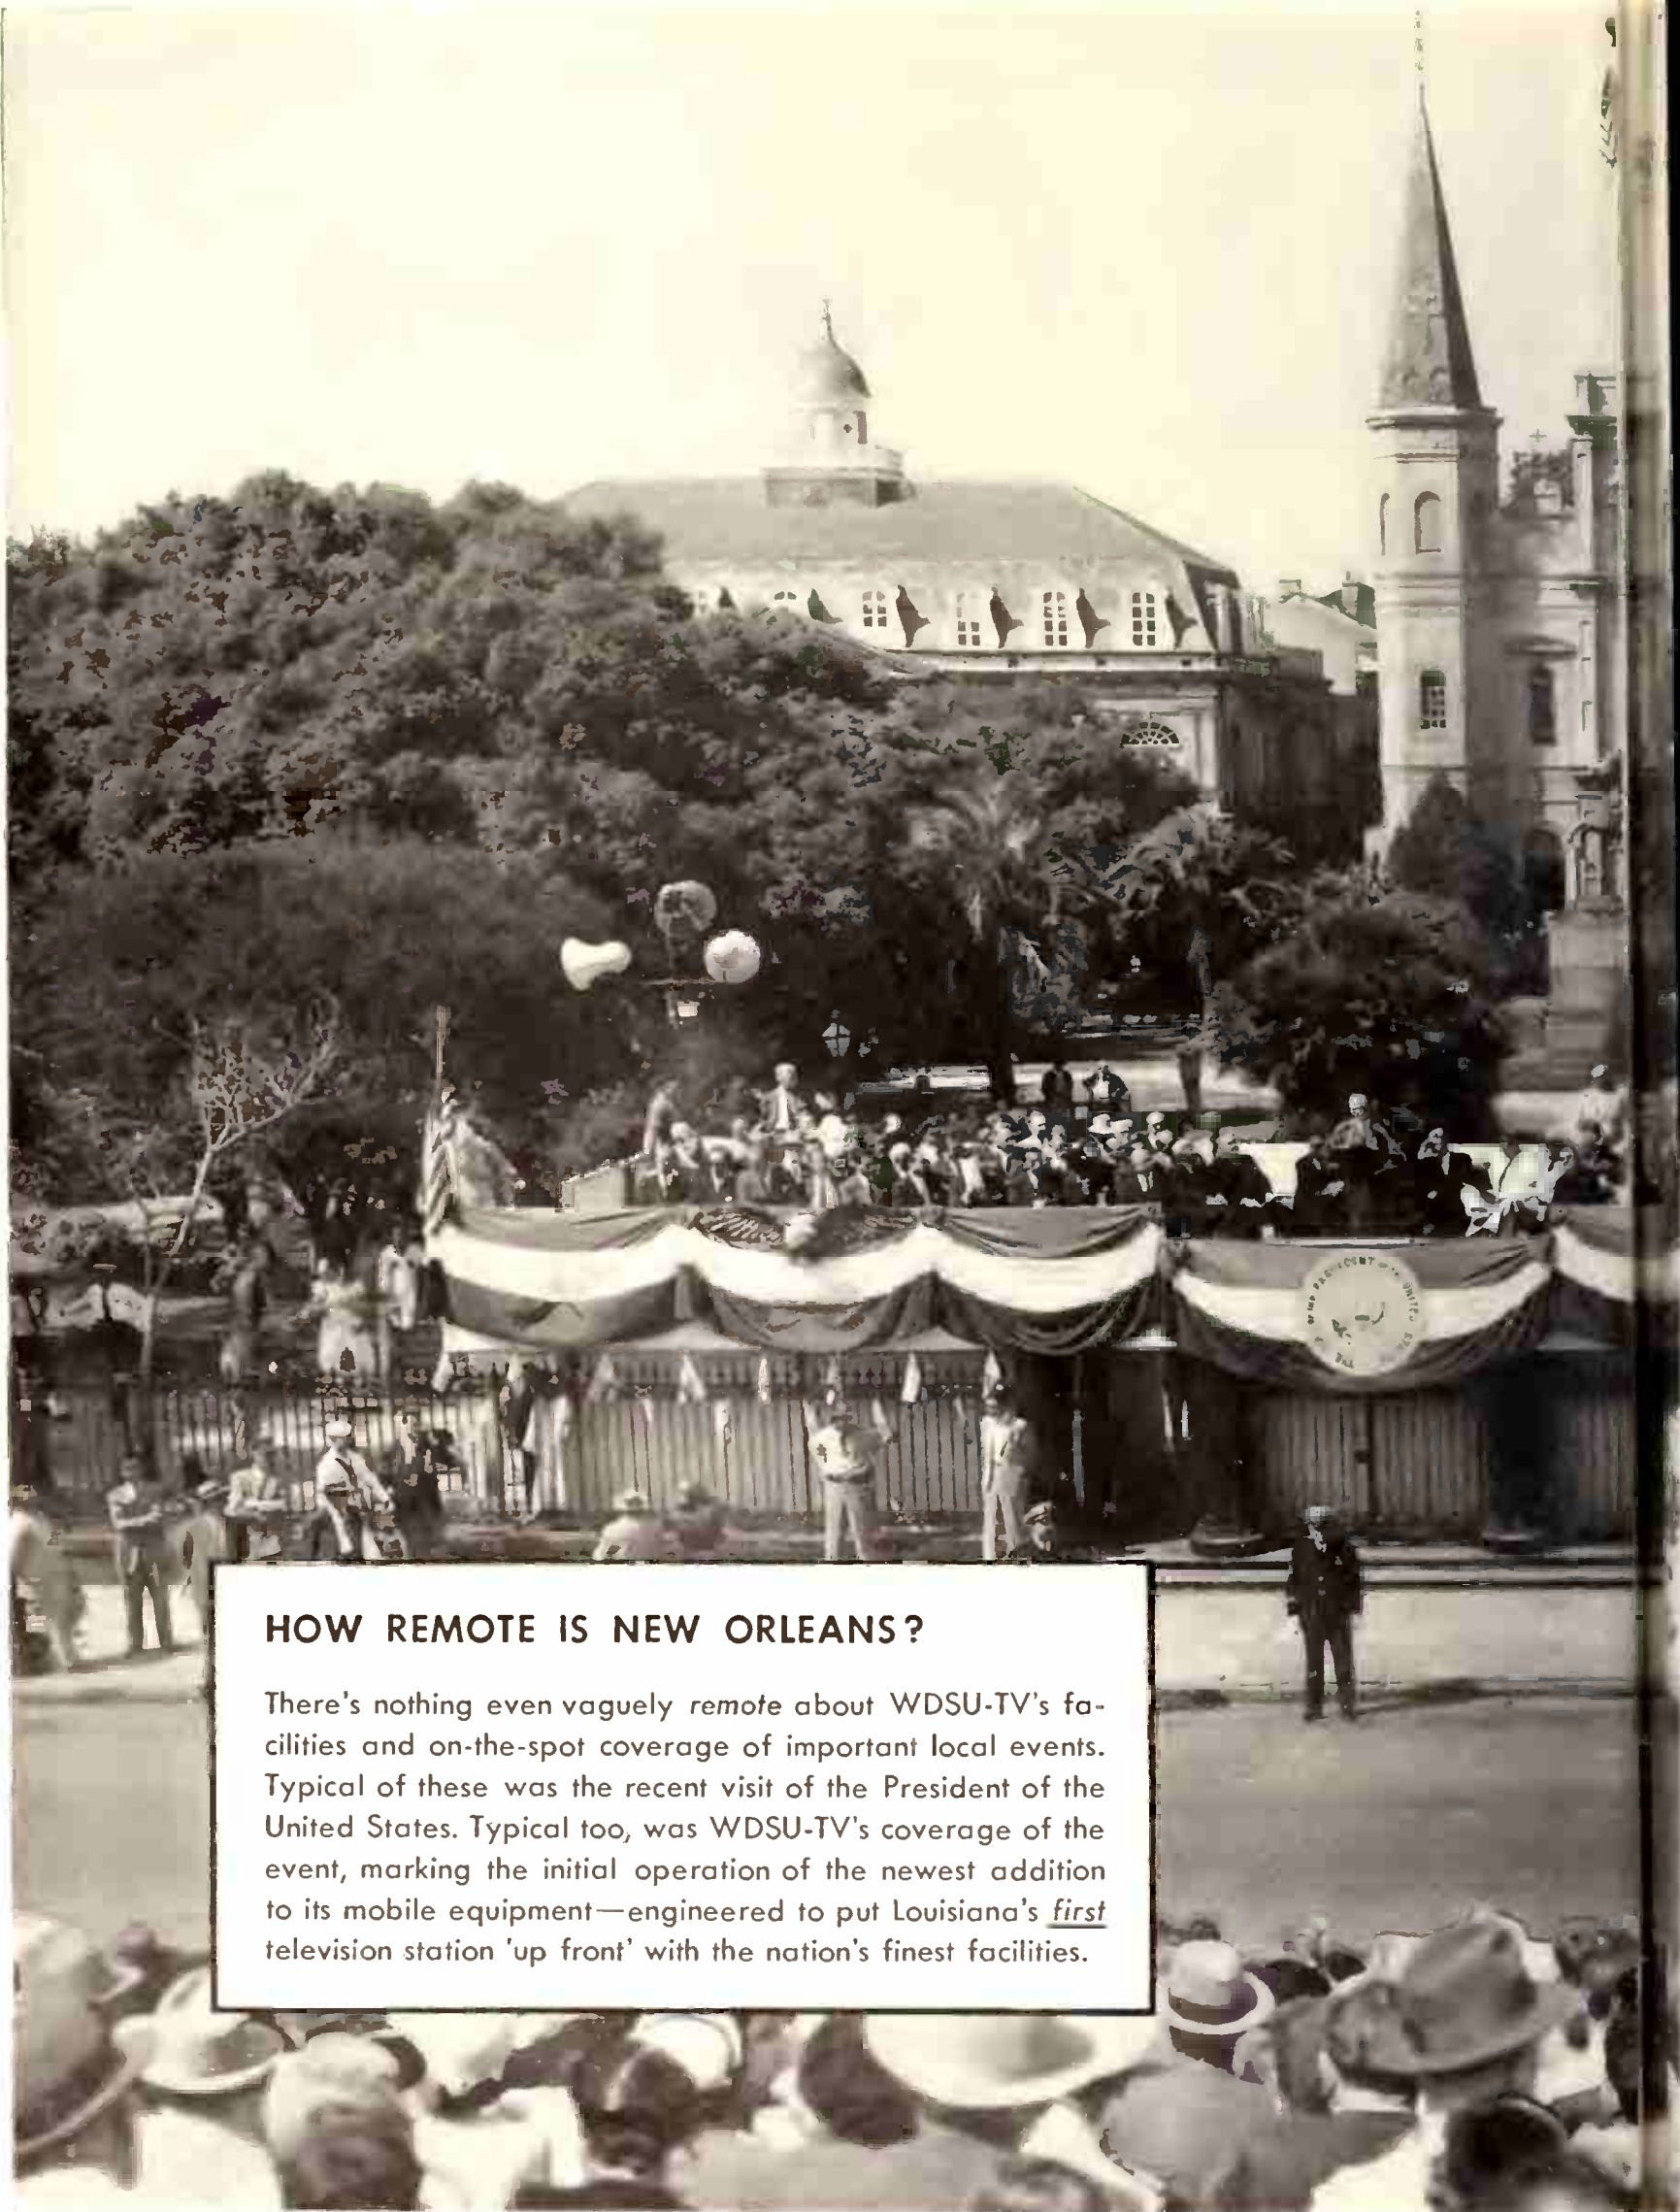 HOW REMOTE IS NEW ORLEANS?
There's nothing even vaguely remote about WDSU-TV's fa-
cilities and on-the-spot coverage of important local events.
Typical of these was the recent visit of the President of the
United States. Typical too, was WDSU-TV's coverage of the
event, marking the initial operation of the newest addition
to its mobile equipment—engineered to put Louisiana's first
television station 'up front' with the nation's finest facilities.